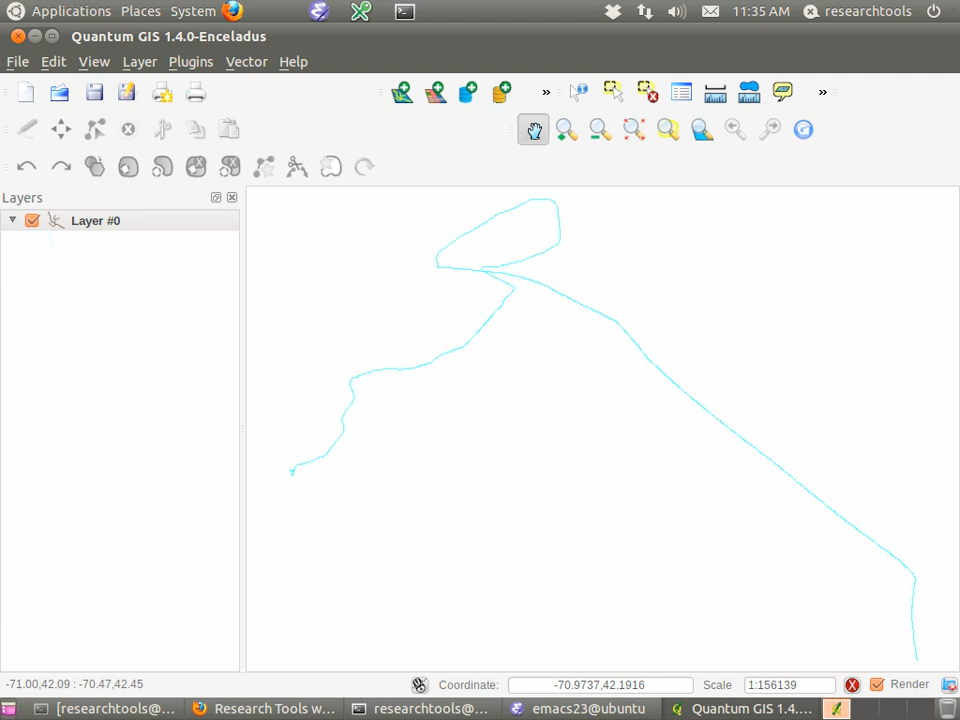 Applications Places System 11:35 AM researchtools
Quantum GIS 1.4.0-Enceladus
File Edit View Layer Plugins Vector Help
Layers
Layer #0
-71.00,42.09 : -70.47,42.45 Coordinate: -70.9737,42.1916 Scale 1:156139 Render
[researchtools@... Research Tools w... researchtools@... emacs23@ubuntu Quantum GIS 1.4....